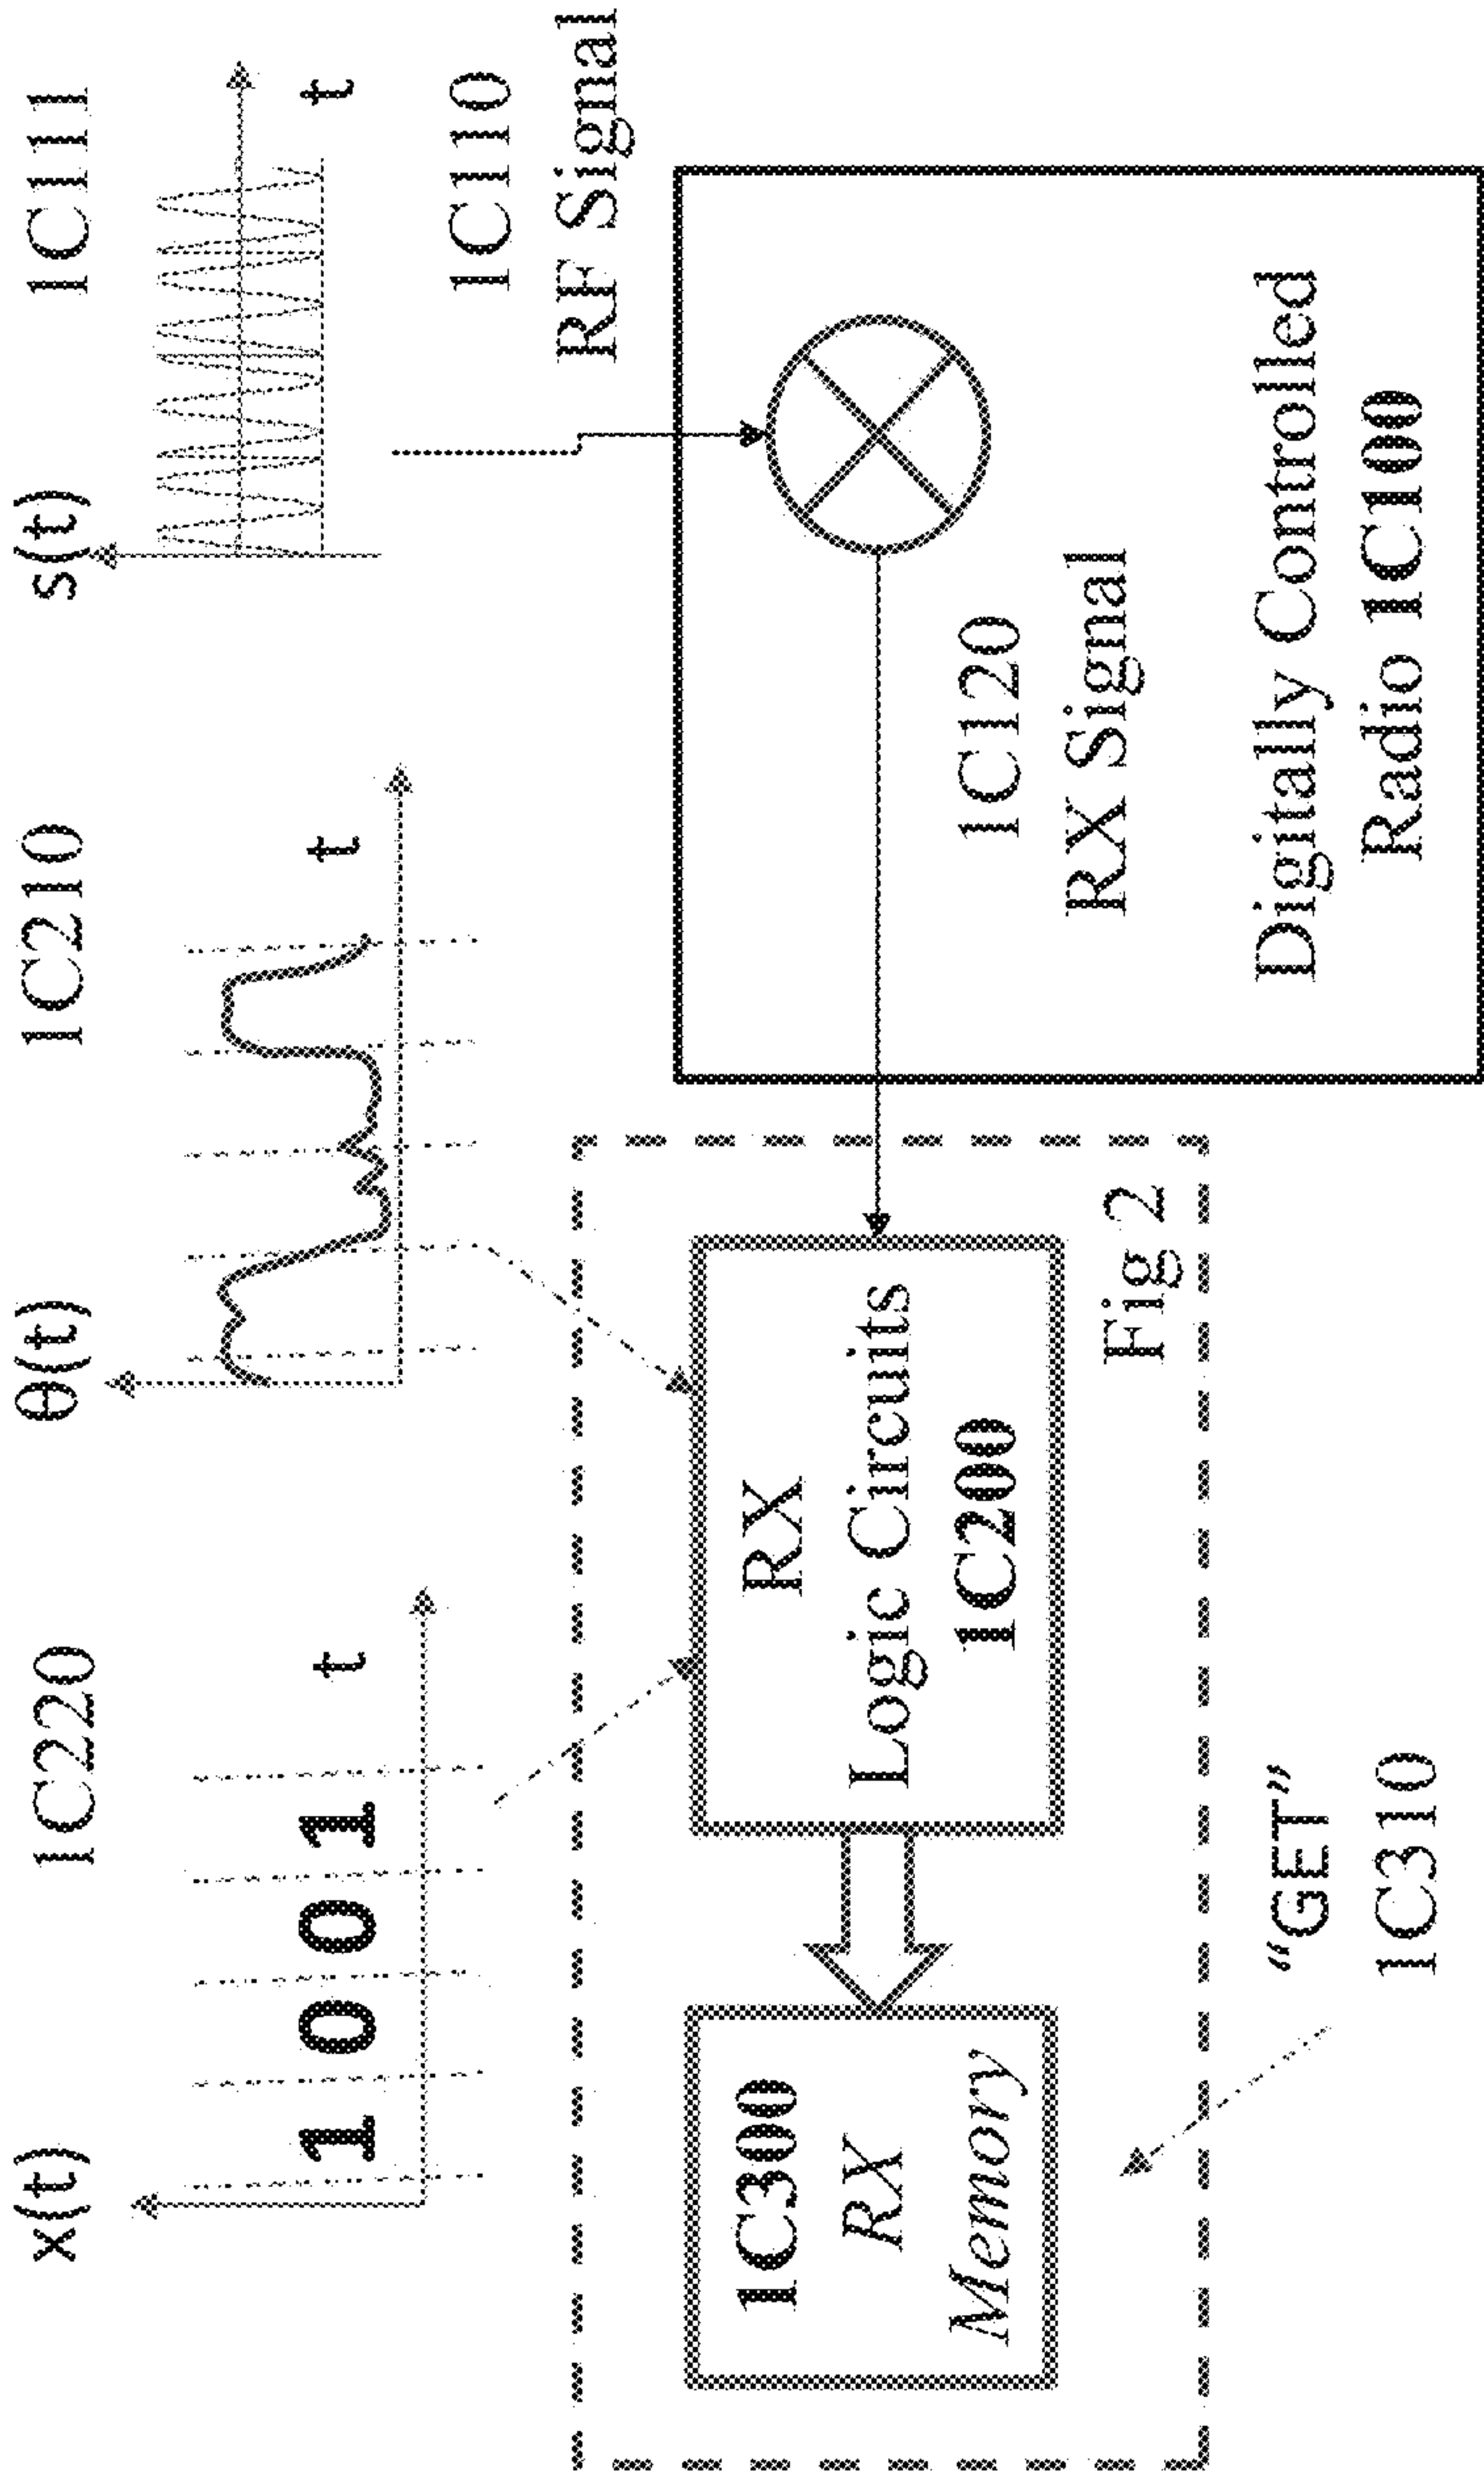 x(t)
1C220
1 0 0 1
t
θ(t)
1C210
t
s(t)
1C111
t
1C110
RF Signal
1C300
RX
Memory
RX
Logic Circuits
1C200
Fig 2
1C120
RX Signal
Digitally Controlled
Radio 1C100
“GET”
1C310